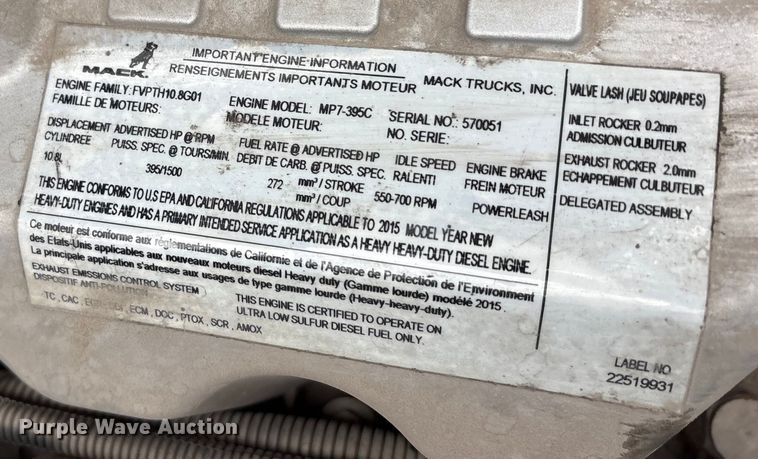 MACK
IMPORTANT ENGINE INFORMATION
RENSEIGNEMENTS IMPORTANTS MOTEUR
MACK TRUCKS, INC.
ENGINE FAMILY: FVPTH10.8G01
FAMILLE DE MOTEURS:
ENGINE MODEL: MP7-395C
MODELE MOTEUR:
SERIAL NO.: 570051
NO. SERIE:
DISPLACEMENT
CYLINDREE
10.8L
ADVERTISED HP @ RPM
PUISS. SPEC. @ TOURS/MIN.
395/1500
FUEL RATE @ ADVERTISED HP
DEBIT DE CARB. @ PUISS. SPEC.
272 mm³ / STROKE
mm³ / COUP
IDLE SPEED
RALENTI
550-700 RPM
ENGINE BRAKE
FREIN MOTEUR
POWERLEASH
THIS ENGINE CONFORMS TO U.S EPA AND CALIFORNIA REGULATIONS APPLICABLE TO 2015 MODEL YEAR NEW
HEAVY-DUTY ENGINES AND HAS A PRIMARY INTENDED SERVICE APPLICATION AS A HEAVY HEAVY-DUTY DIESEL ENGINE.
Ce moteur est conforme aux réglementations de Californie et de l'Agence de Protection de l'Environment
des Etats-Unis applicables aux nouveaux moteurs diesel Heavy duty (Gamme lourde) modélé 2015.
La principale application s'adresse aux usages de type gamme lourde (Heavy-heavy-duty).
EXHAUST EMISSIONS CONTROL SYSTEM
DISPOSITIF ANTI-POLLUTION
TC , CAC , ECM, DOC , PTOX , SCR , AMOX
THIS ENGINE IS CERTIFIED TO OPERATE ON
ULTRA LOW SULFUR DIESEL FUEL ONLY.
VALVE LASH (JEU SOUPAPES)
INLET ROCKER 0.2mm
ADMISSION CULBUTEUR
EXHAUST ROCKER 2.0mm
ECHAPPEMENT CULBUTEUR
DELEGATED ASSEMBLY
LABEL NO
22519931
Purple Wave Auction